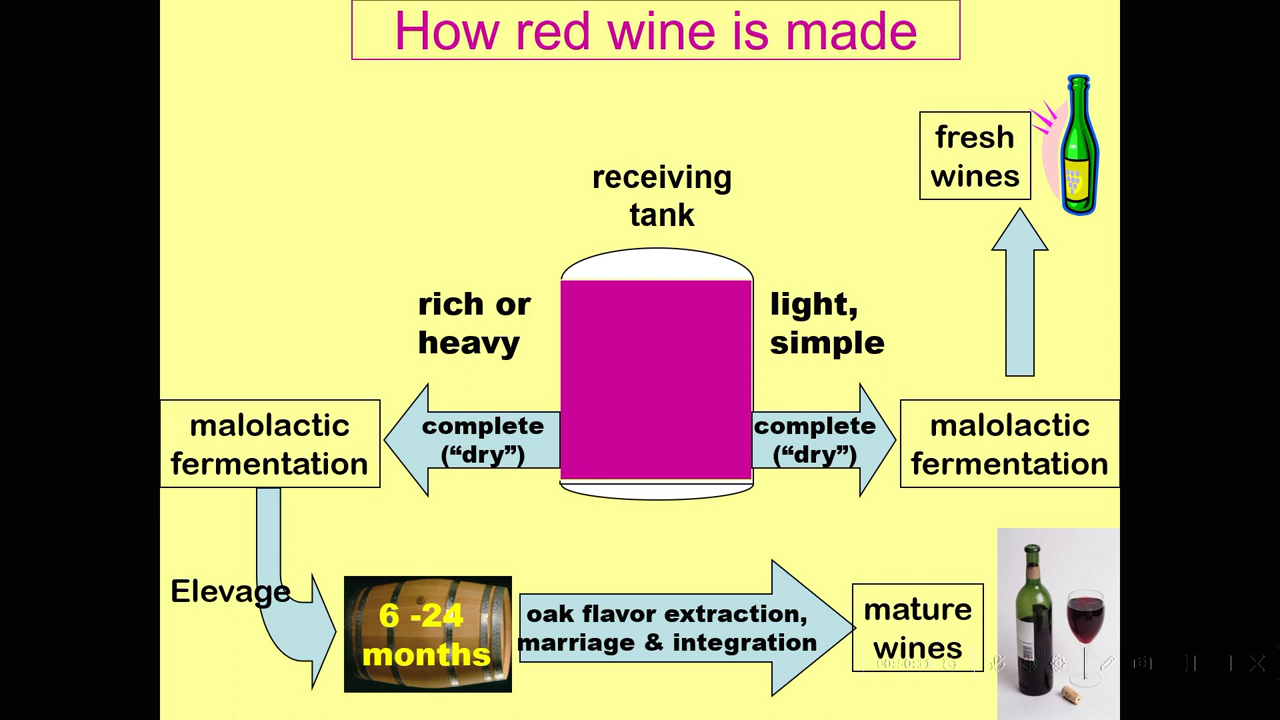 How red wine is made
fresh
wines
receiving
tank
rich or
heavy
light,
simple
malolactic
fermentation
complete
(“dry”)
complete
(“dry”)
malolactic
fermentation
Elevage
6 -24
months
oak flavor extraction,
marriage & integration
mature
wines